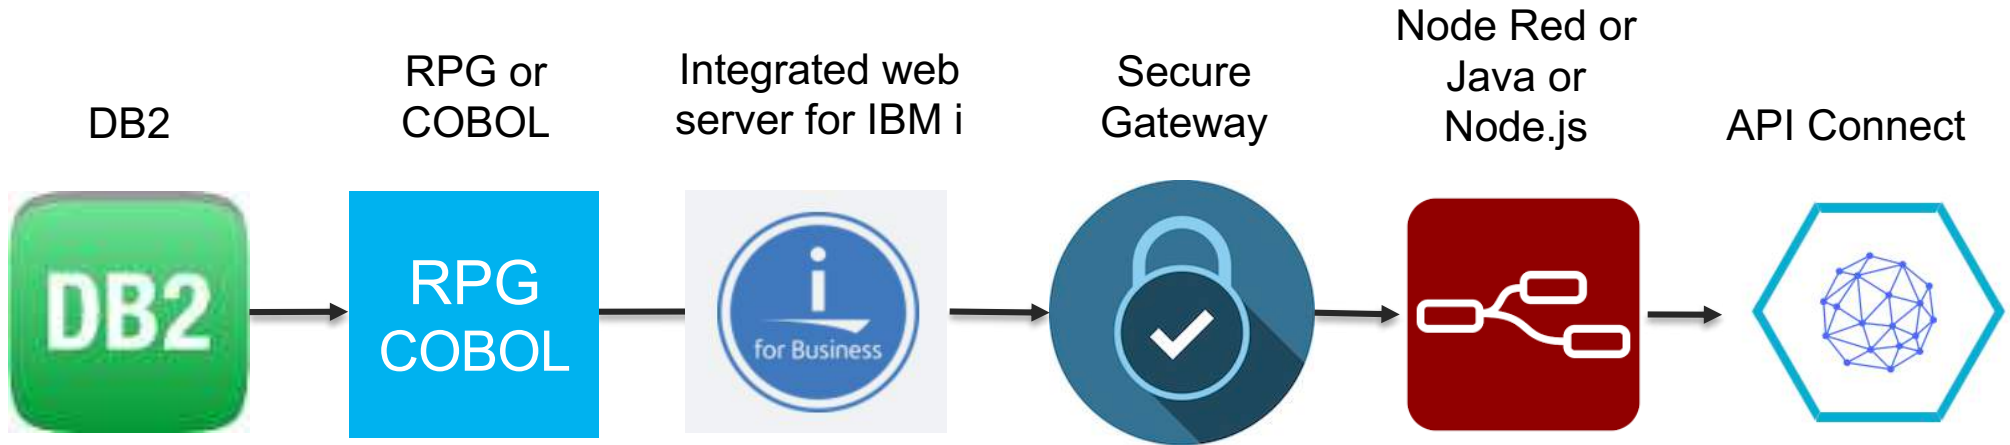 DB2
RPG or
COBOL
Integrated web
server for IBM i
Secure
Gateway
Node Red or
Java or
Node.js
API Connect
DB2
RPG
COBOL
i
for Business